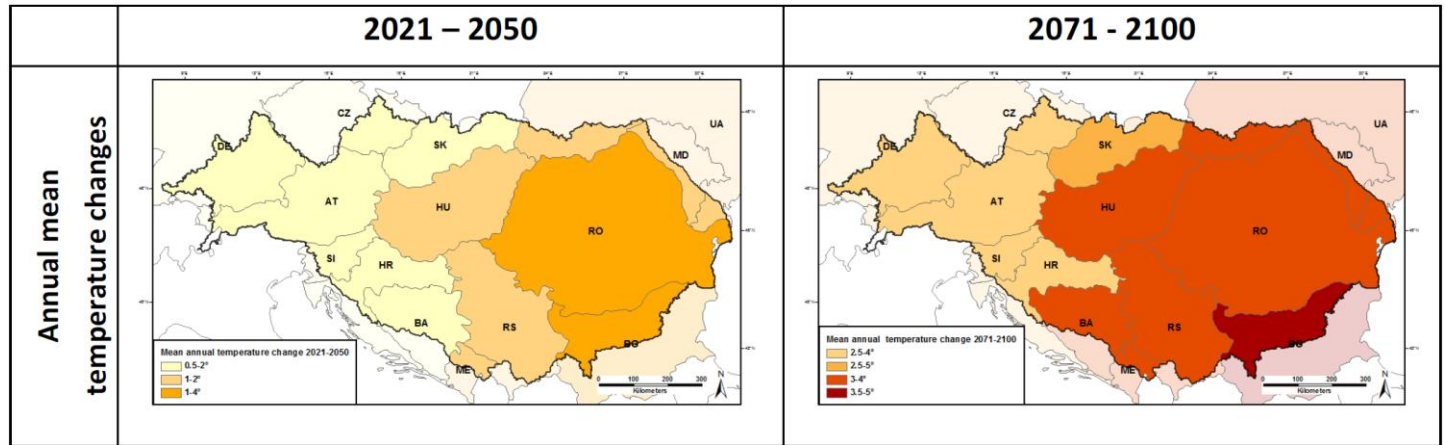 2021 – 2050
2071 - 2100
Annual mean
temperature changes
CZ
UA
DE
SK
MD
AT
HU
RO
SI
HR
BA
RS
BG
ME
Mean annual temperature change 2021-2050
0.5-2°
1-2°
1-4°
0 100 200 300
Kilometers
N
CZ
UA
DE
SK
MD
AT
HU
RO
SI
HR
BA
RS
BG
ME
Mean annual temperature change 2071-2100
2.5-4°
2.5-5°
3-4°
3.5-5°
0 100 200 300
Kilometers
N